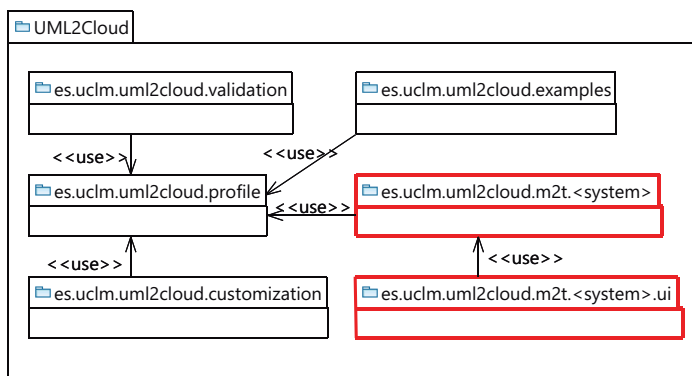 UML2Cloud
es.uclm.uml2cloud.validation
es.uclm.uml2cloud.examples
<<use>>
<<use>>
es.uclm.uml2cloud.profile
es.uclm.uml2cloud.m2t.<system>
<<use>>
<<use>>
<<use>>
es.uclm.uml2cloud.customization
es.uclm.uml2cloud.m2t.<system>.ui